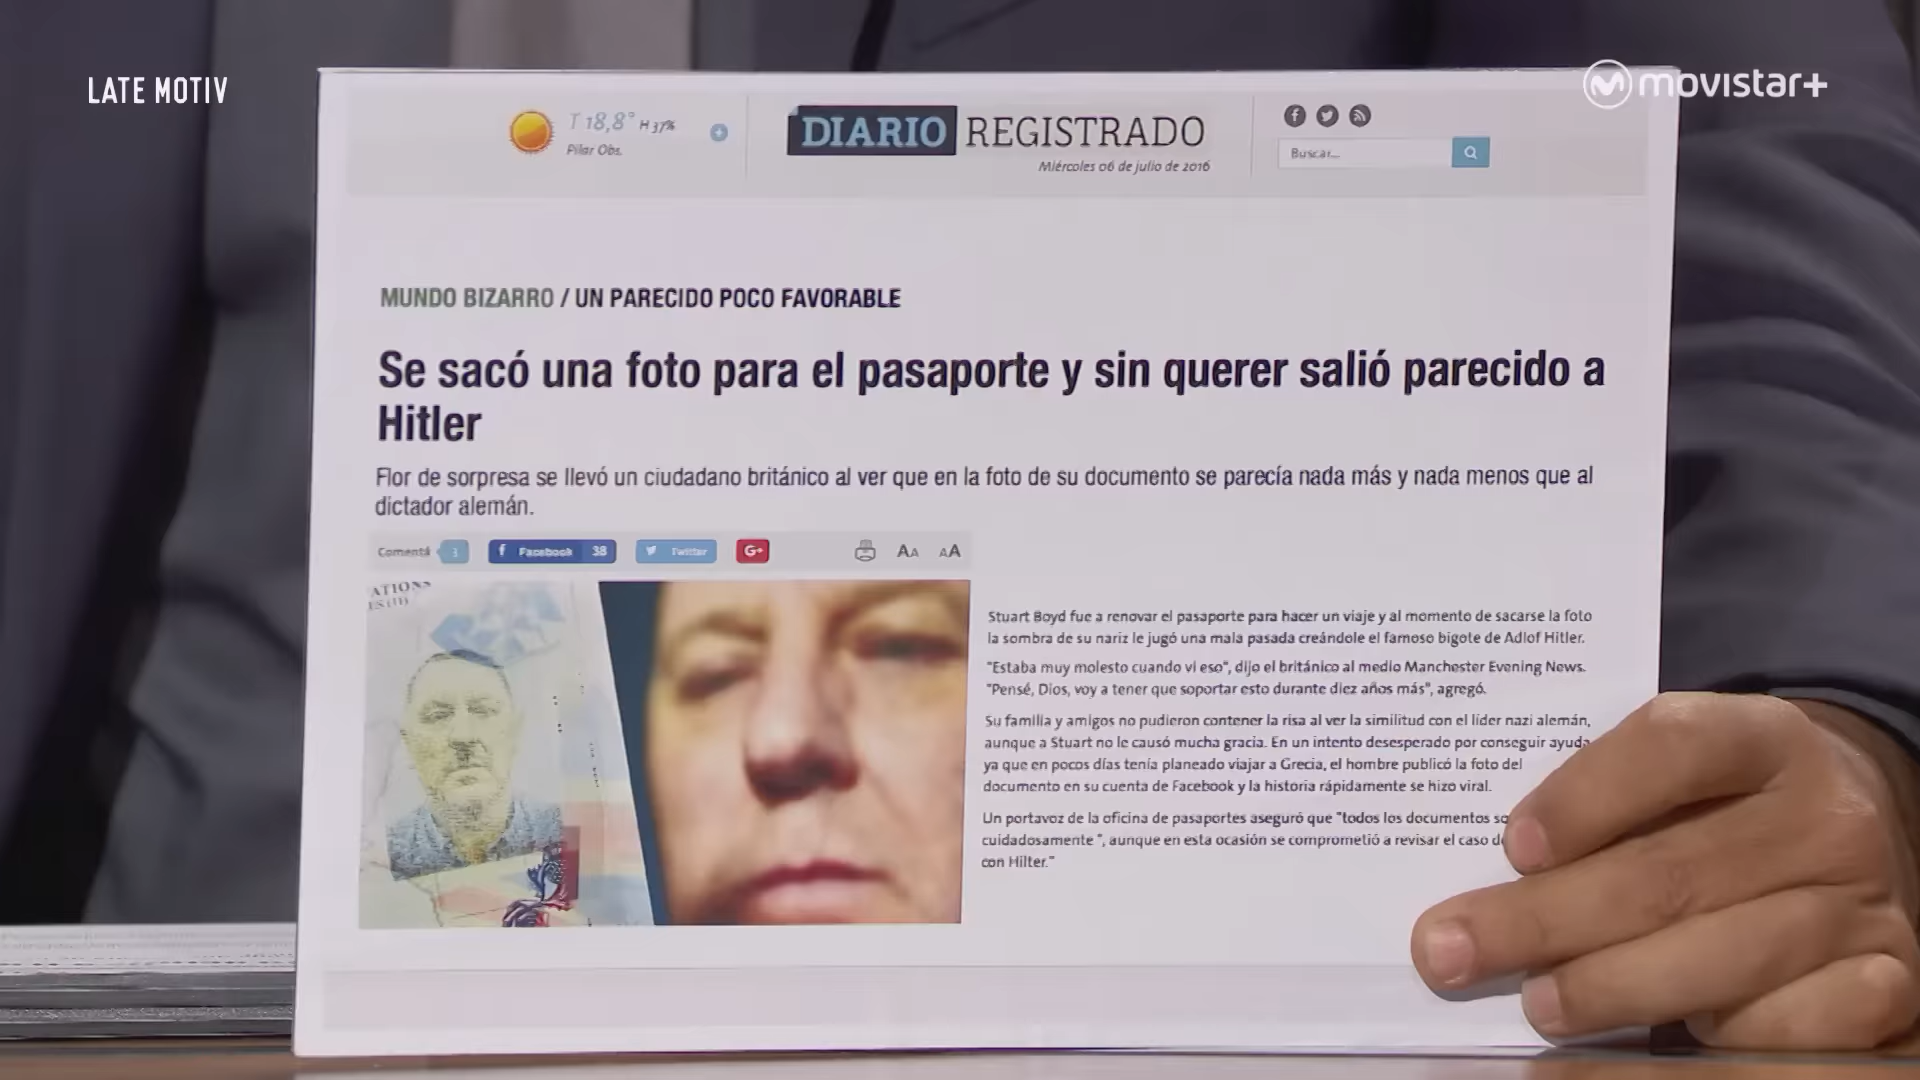 LATE MOTIV
movistar+
T 18,8° H 37%
Pilar Obs.
DIARIO REGISTRADO
Miércoles 06 de julio de 2016
Buscar...
MUNDO BIZARRO / UN PARECIDO POCO FAVORABLE
Se sacó una foto para el pasaporte y sin querer salió parecido a
Hitler
Flor de sorpresa se llevó un ciudadano británico al ver que en la foto de su documento se parecía nada más y nada menos que al
dictador alemán.
Comentá 3 Facebook 38 Twitter G+ AA AA
ATIONS
ES (11)
Stuart Boyd fue a renovar el pasaporte para hacer un viaje y al momento de sacarse la foto
la sombra de su nariz le jugó una mala pasada creándole el famoso bigote de Adlof Hitler.
"Estaba muy molesto cuando vi eso", dijo el británico al medio Manchester Evening News.
"Pensé, Dios, voy a tener que soportar esto durante diez años más", agregó.
Su familia y amigos no pudieron contener la risa al ver la similitud con el líder nazi alemán,
aunque a Stuart no le causó mucha gracia. En un intento desesperado por conseguir ayuda
ya que en pocos días tenía planeado viajar a Grecia, el hombre publicó la foto del
documento en su cuenta de Facebook y la historia rápidamente se hizo viral.
Un portavoz de la oficina de pasaportes aseguró que "todos los documentos so
cuidadosamente ", aunque en esta ocasión se comprometió a revisar el caso de
con Hilter."